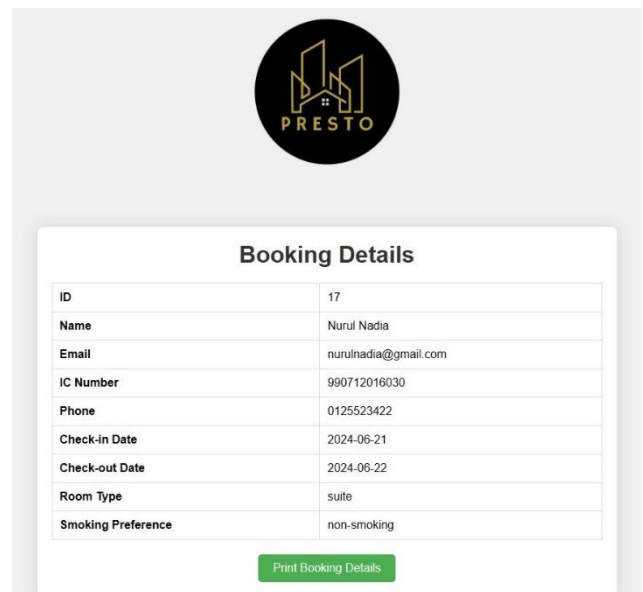 PRESTO
Booking Details
ID 17
Name Nurul Nadia
Email nurulnadia@gmail.com
IC Number 990712016030
Phone 0125523422
Check-in Date 2024-06-21
Check-out Date 2024-06-22
Room Type suite
Smoking Preference non-smoking
Print Booking Details